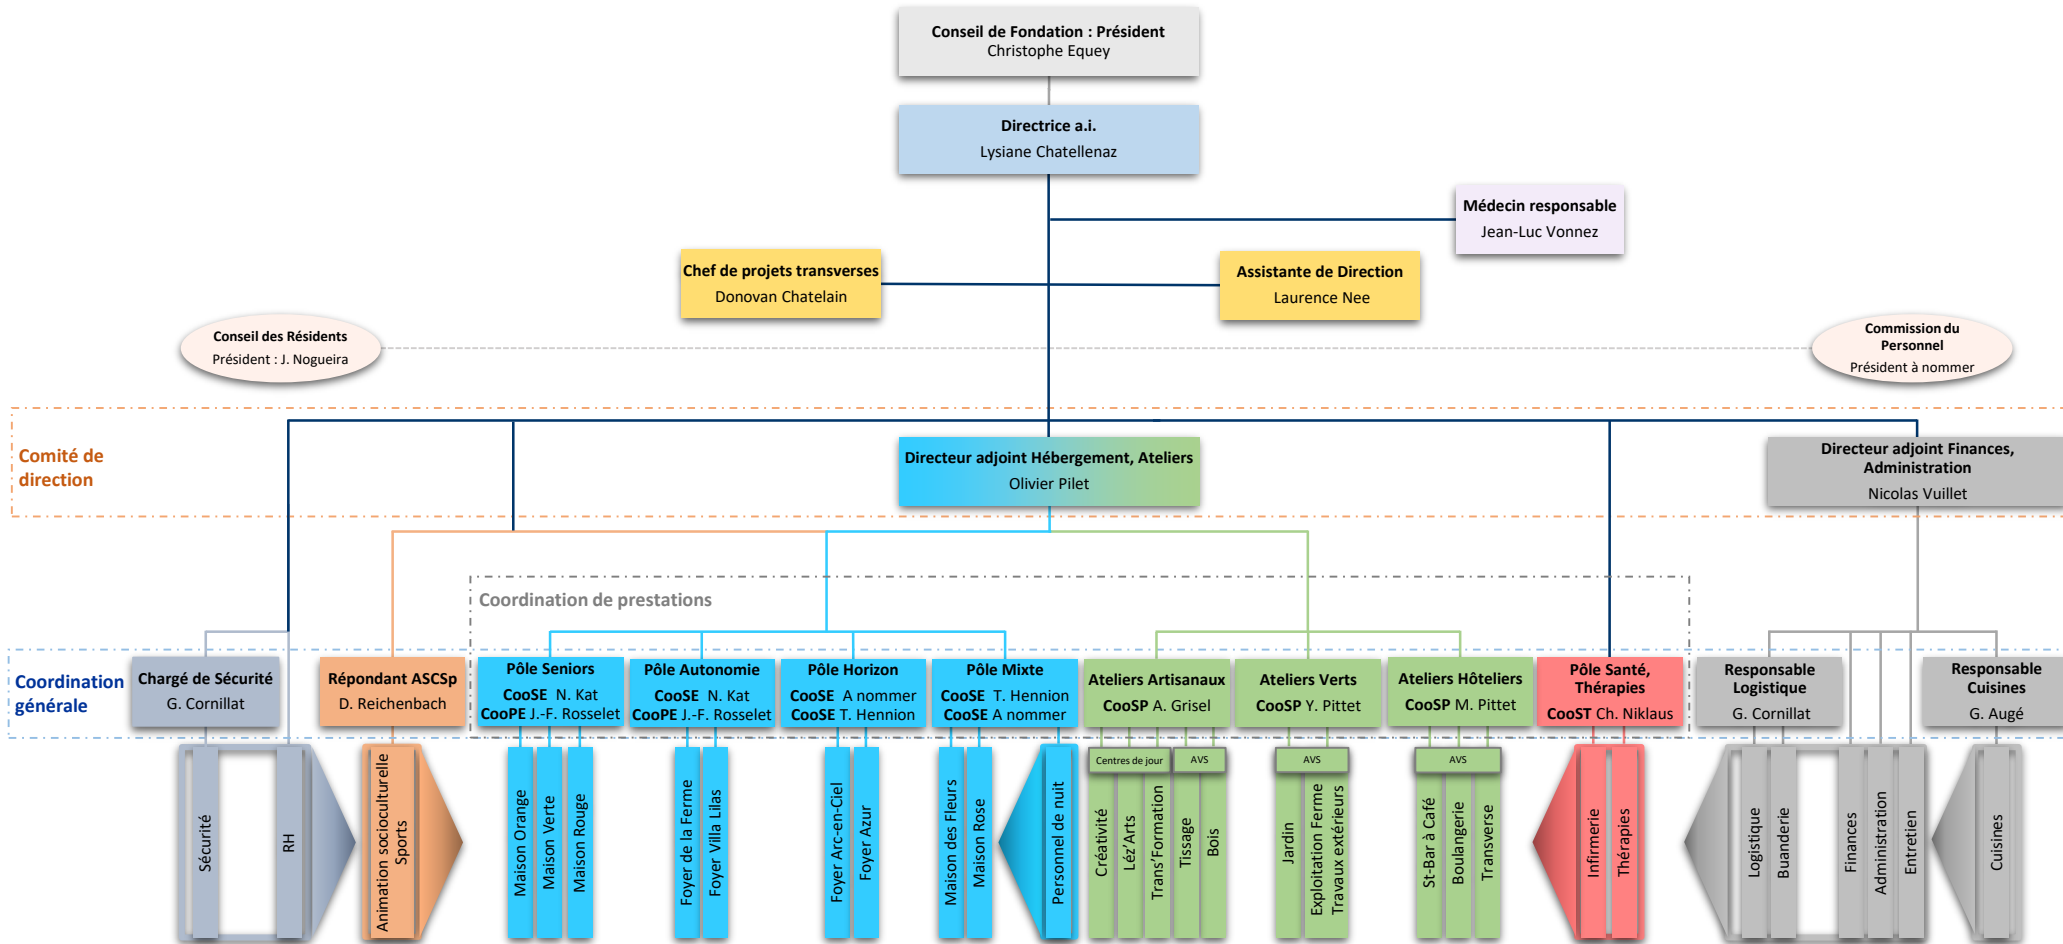 Conseil de Fondation : Président
Christophe Equey
Directrice a.i.
Lysiane Chatellenaz
Médecin responsable
Jean-Luc Vonnez
Chef de projets transverses
Donovan Chatelain
Assistante de Direction
Laurence Nee
Conseil des Résidents
Président : J. Nogueira
Commission du
Personnel
Président à nommer
Comité de
direction
Directeur adjoint Hébergement, Ateliers
Olivier Pilet
Directeur adjoint Finances,
Administration
Nicolas Vuillet
Coordination de prestations
Coordination
générale
Chargé de Sécurité
G. Cornillat
Répondant ASCSp
D. Reichenbach
Pôle Seniors
CooSE N. Kat
CooPE J.-F. Rosselet
Pôle Autonomie
CooSE N. Kat
CooPE J.-F. Rosselet
Pôle Horizon
CooSE A nommer
CooSE T. Hennion
Pôle Mixte
CooSE T. Hennion
CooSE A nommer
Ateliers Artisanaux
CooSP A. Grisel
Ateliers Verts
CooSP Y. Pittet
Ateliers Hôteliers
CooSP M. Pittet
Pôle Santé,
Thérapies
CooST Ch. Niklaus
Responsable
Logistique
G. Cornillat
Responsable
Cuisines
G. Augé
Sécurité
RH
Animation socioculturelle
Sports
Maison Orange
Maison Verte
Maison Rouge
Foyer de la Ferme
Foyer Villa Lilas
Foyer Arc-en-Ciel
Foyer Azur
Maison des Fleurs
Maison Rose
Personnel de nuit
Centres de jour
AVS
Créativité
Léz'Arts
Trans'Formation
Tissage
Bois
AVS
Jardin
Exploitation Ferme
Travaux extérieurs
AVS
St-Bar à Café
Boulangerie
Transverse
Infirmerie
Thérapies
Logistique
Buanderie
Finances
Administration
Entretien
Cuisines